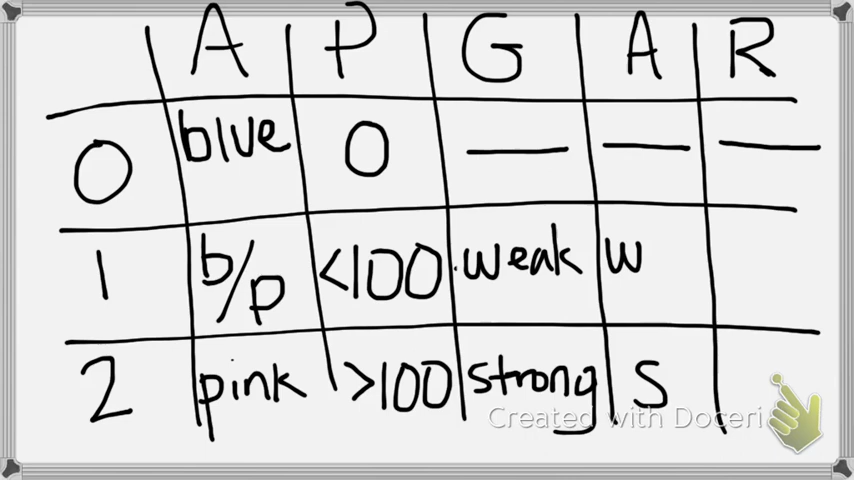 A P G A R
0 blue 0 — — —
1 b/p <100 weak w
2 pink >100 strong S
Created with Doceri